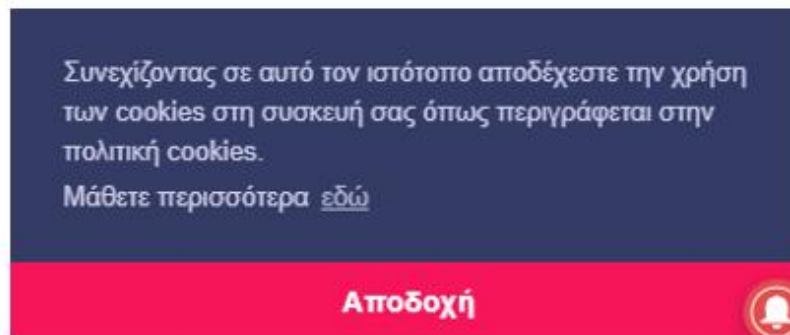 Συνεχίζοντας σε αυτό τον ιστότοπο αποδέχεστε την χρήση
των cookies στη συσκευή σας όπως περιγράφεται στην
πολιτική cookies.
Μάθετε περισσότερα εδώ
Αποδοχή